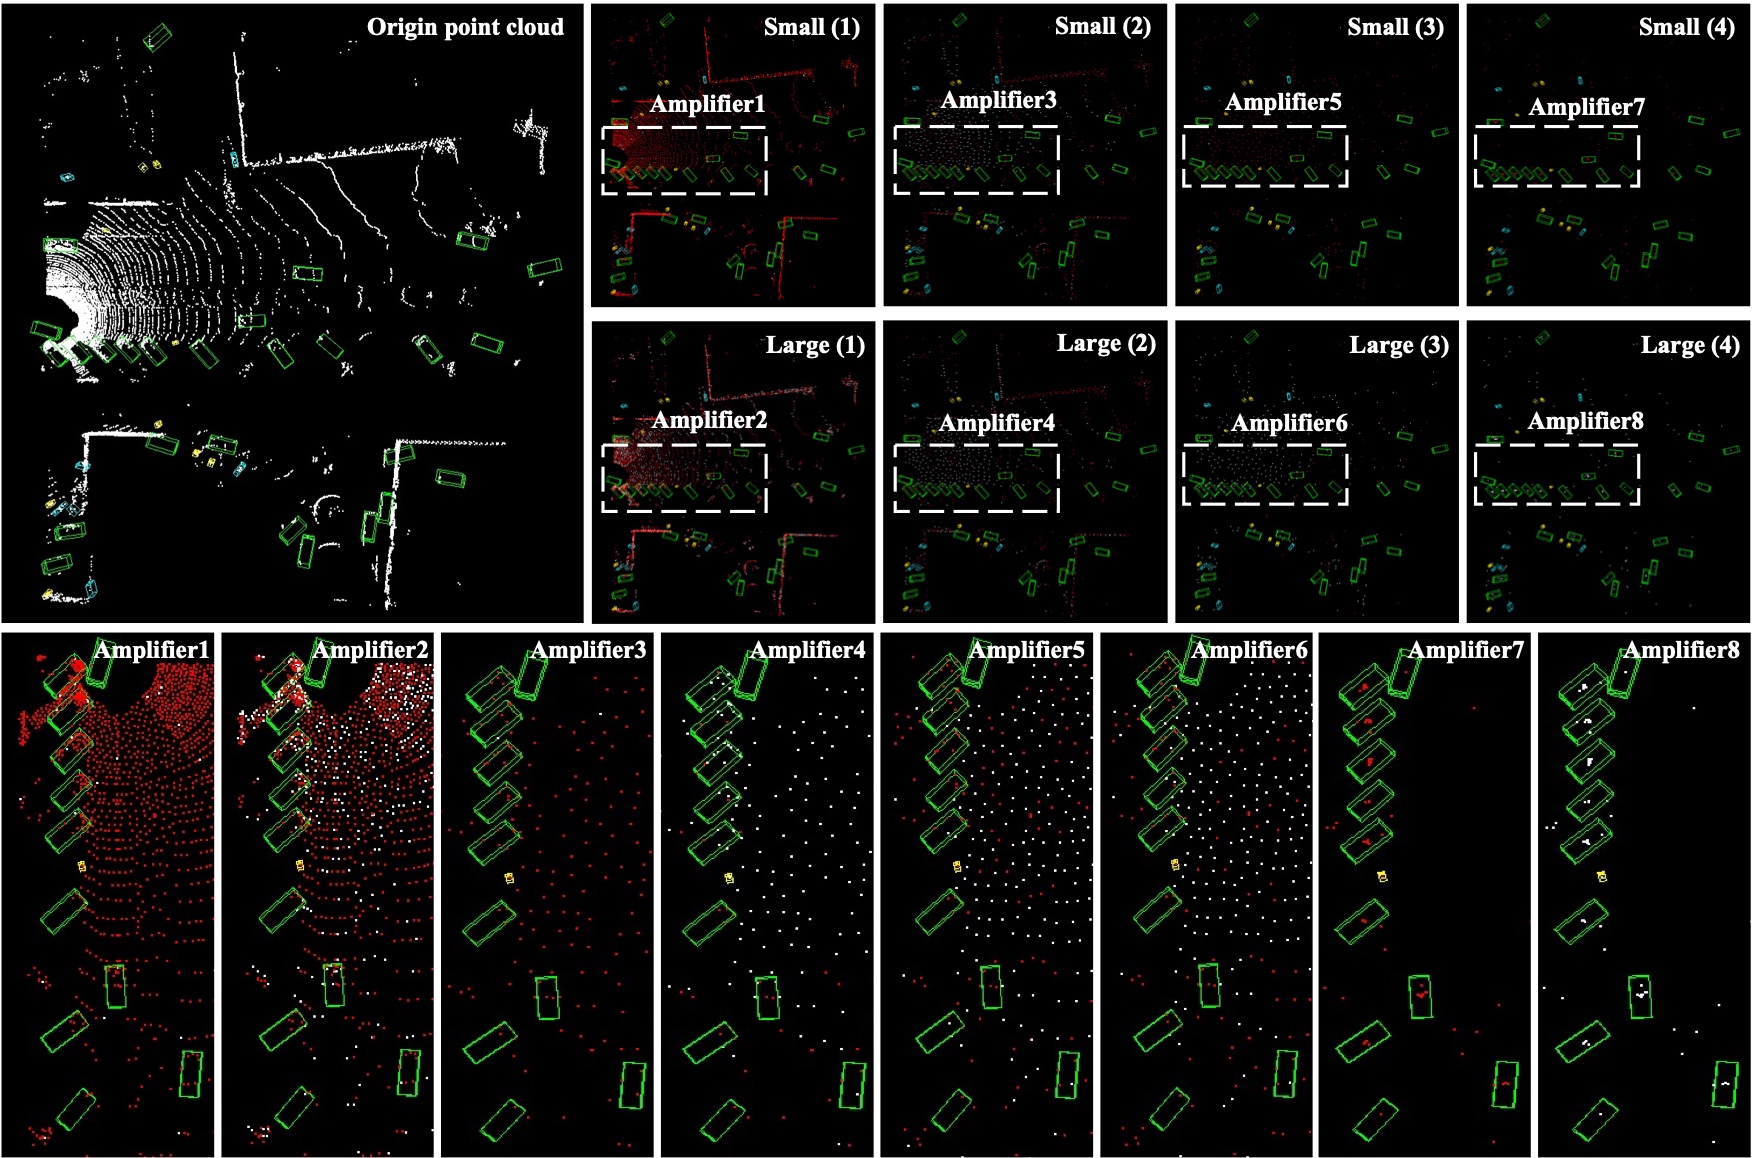 Origin point cloud
Small (1)
Small (2)
Small (3)
Small (4)
Amplifier1
Amplifier3
Amplifier5
Amplifier7
Large (1)
Large (2)
Large (3)
Large (4)
Amplifier2
Amplifier4
Amplifier6
Amplifier8
Amplifier1
Amplifier2
Amplifier3
Amplifier4
Amplifier5
Amplifier6
Amplifier7
Amplifier8